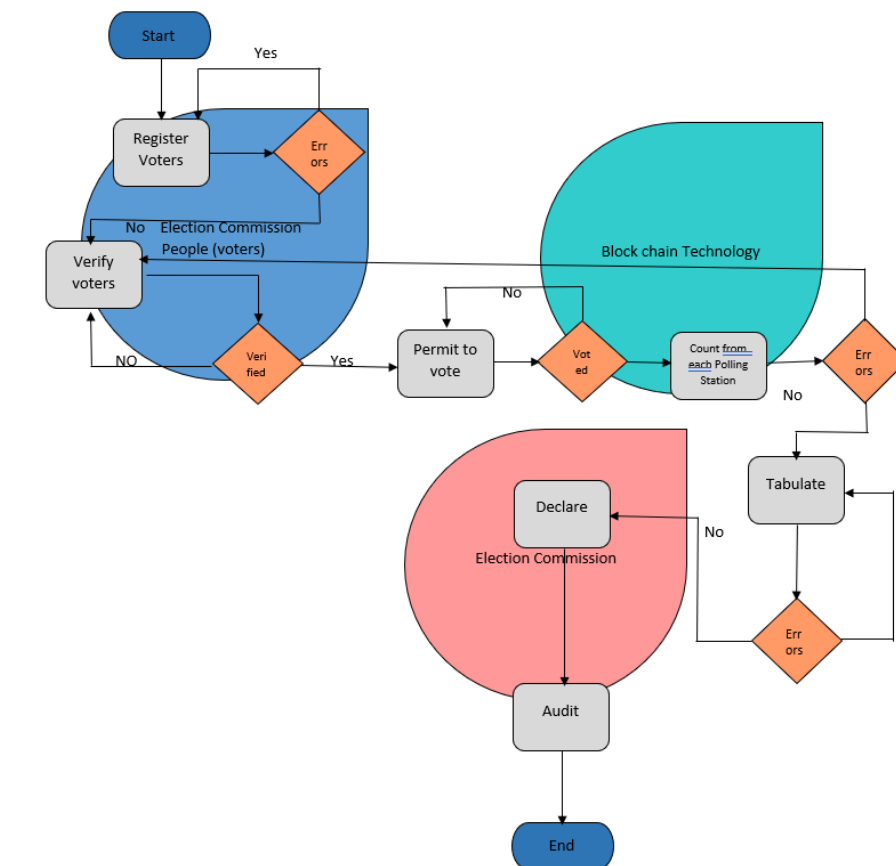 Start
Yes
Register
Voters
Err
ors
No Election Commission
People (voters)
Verify
voters
Block chain Technology
No
NO
Veri
fied
Yes
Permit to
vote
Vot
ed
Count from
each Polling
Station
Err
ors
No
Tabulate
Declare
No
Election Commission
Err
ors
Audit
End